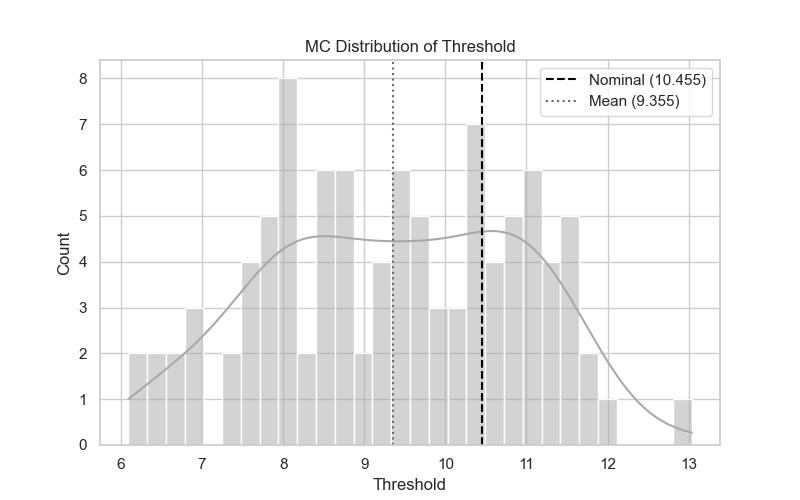 MC Distribution of Threshold
Nominal (10.455)
Mean (9.355)
8
7
6
5
4
3
2
1
0
Count
6 7 8 9 10 11 12 13
Threshold